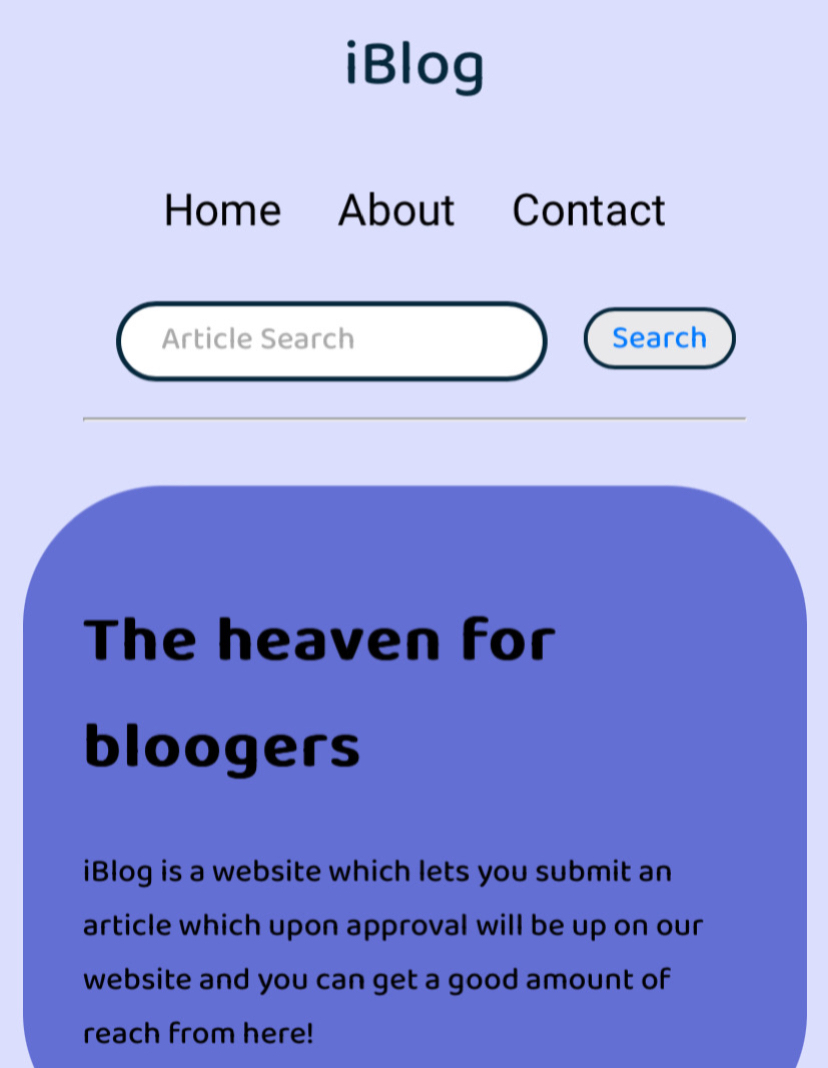 iBlog
Home About Contact
Article Search Search
The heaven for
bloogers
iBlog is a website which lets you submit an
article which upon approval will be up on our
website and you can get a good amount of
reach from here!